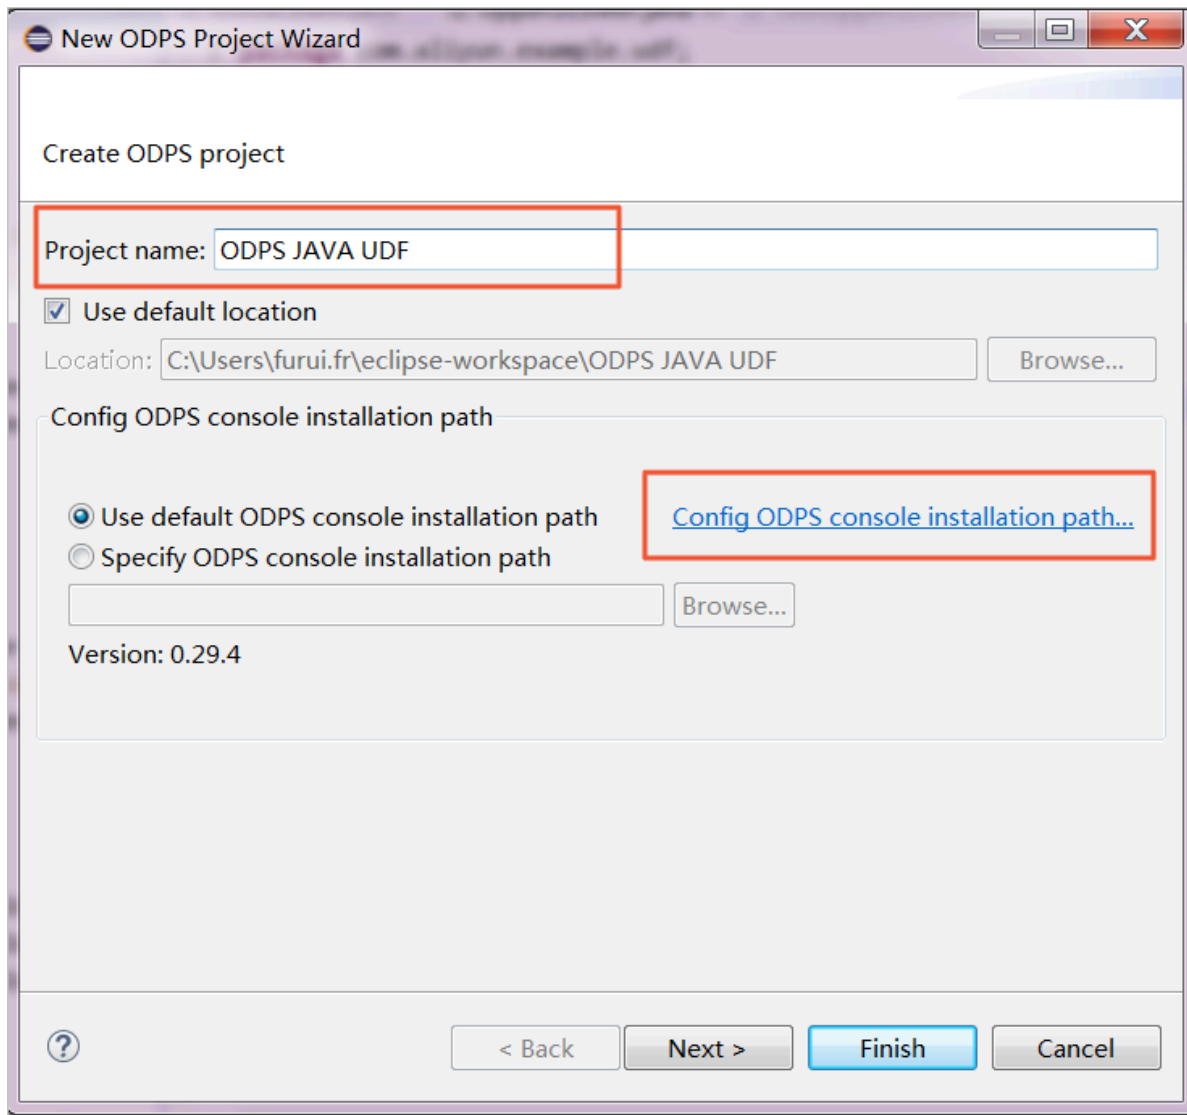 New ODPS Project Wizard
Create ODPS project
Project name: ODPS JAVA UDF
Use default location
Location: C:\Users\furui.fr\eclipse-workspace\ODPS JAVA UDF Browse...
Config ODPS console installation path
Use default ODPS console installation path Config ODPS console installation path...
Specify ODPS console installation path
Browse...
Version: 0.29.4
? < Back Next > Finish Cancel